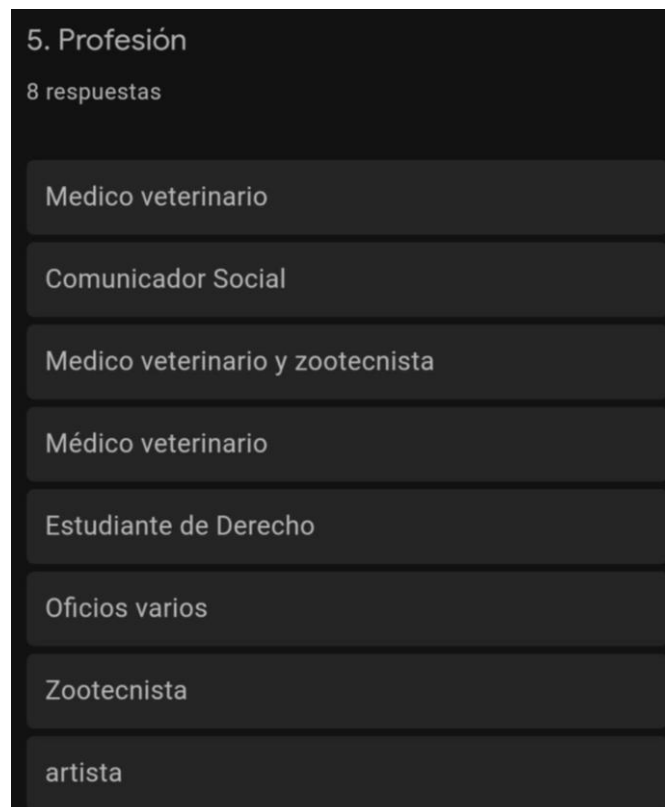 5. Profesión
8 respuestas
Medico veterinario
Comunicador Social
Medico veterinario y zootecnista
Médico veterinario
Estudiante de Derecho
Oficios varios
Zootecnista
artista